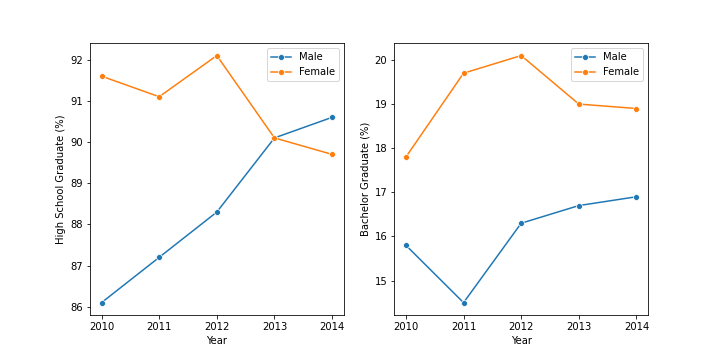 High School Graduate (%)
92
91
90
89
88
87
86
2010 2011 2012 2013 2014
Year
Male
Female
Bachelor Graduate (%)
20
19
18
17
16
15
2010 2011 2012 2013 2014
Year
Male
Female